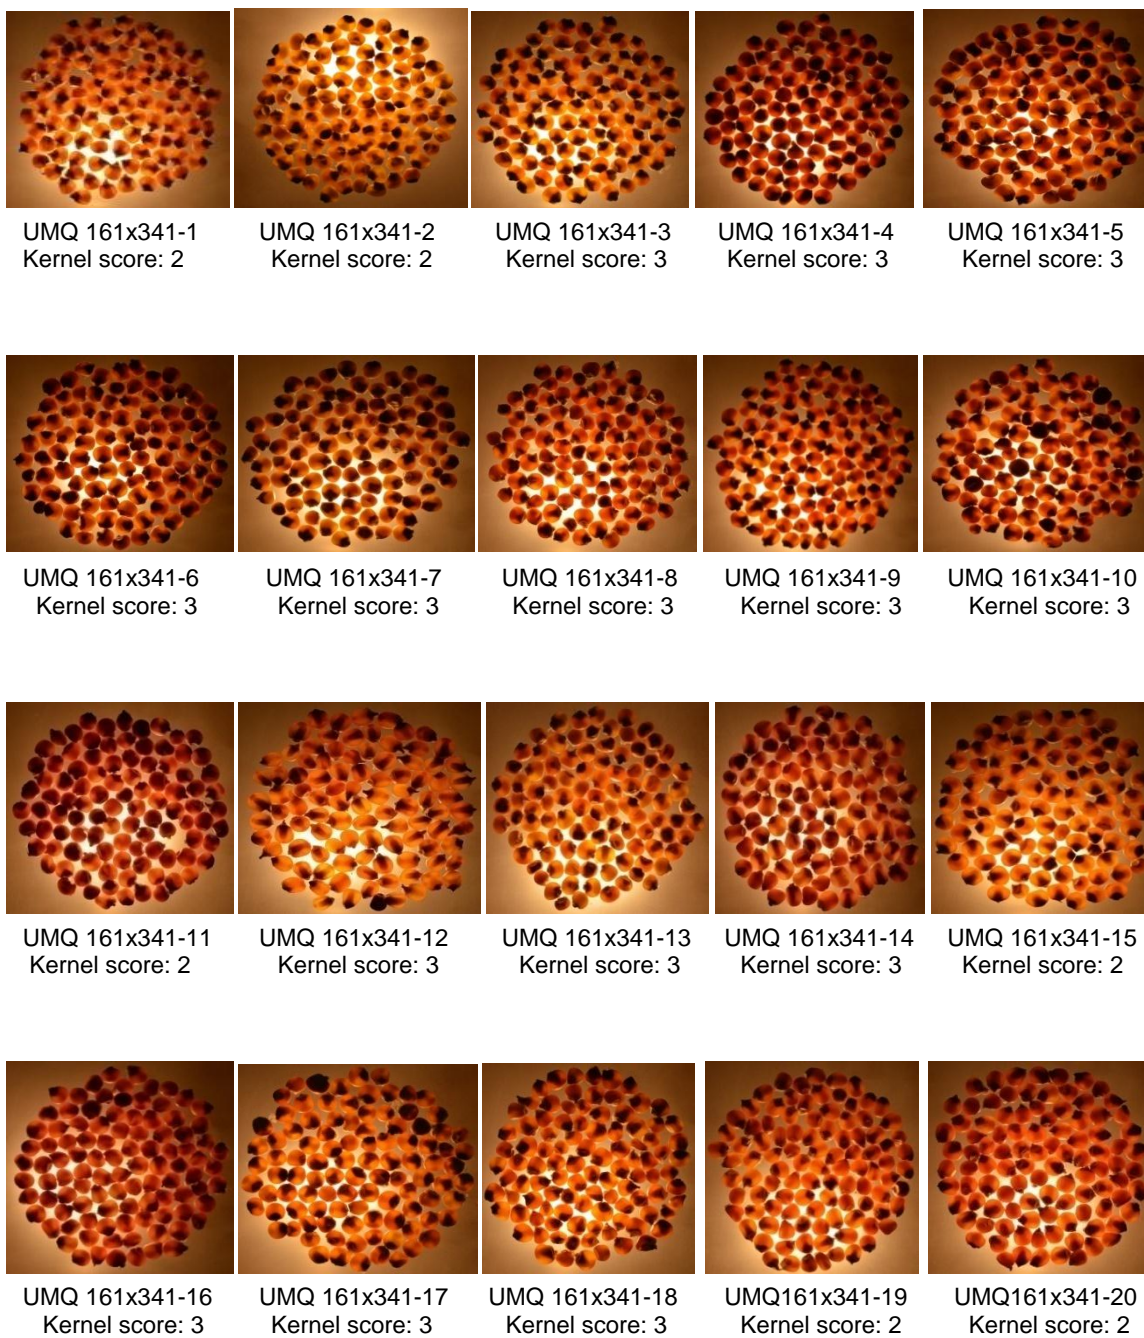 UMQ 161x341-1
Kernel score: 2
UMQ 161x341-2
Kernel score: 2
UMQ 161x341-3
Kernel score: 3
UMQ 161x341-4
Kernel score: 3
UMQ 161x341-5
Kernel score: 3
UMQ 161x341-6
Kernel score: 3
UMQ 161x341-7
Kernel score: 3
UMQ 161x341-8
Kernel score: 3
UMQ 161x341-9
Kernel score: 3
UMQ 161x341-10
Kernel score: 3
UMQ 161x341-11
Kernel score: 2
UMQ 161x341-12
Kernel score: 3
UMQ 161x341-13
Kernel score: 3
UMQ 161x341-14
Kernel score: 3
UMQ 161x341-15
Kernel score: 2
UMQ 161x341-16
Kernel score: 3
UMQ 161x341-17
Kernel score: 3
UMQ 161x341-18
Kernel score: 3
UMQ161x341-19
Kernel score: 2
UMQ161x341-20
Kernel score: 2